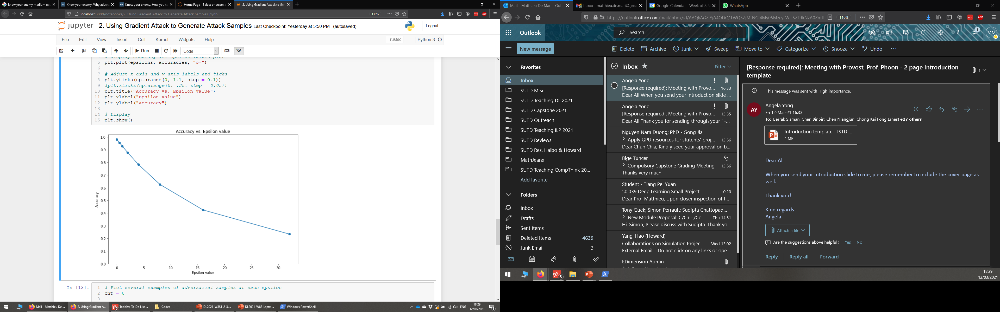 know your enemy medium ne
Know your enemy. Why advers
Know your enemy. How you ca
Home Page - Select or create a
2. Using Gradient Attack to Gen
localhost:8888/notebooks/2. Using Gradient Attack to Generate Attack Samples.ipynb
130%
jupyter 2. Using Gradient Attack to Generate Attack Samples Last Checkpoint: Yesterday at 5:50 PM (autosaved)
Logout
File Edit View Insert Cell Kernel Widgets Help
Trusted
Python 3
Run
Code
4 # Display accuracy vs. Epsilon values plot
5 plt.plot(epsilons, accuracies, "o-")
6
7 # Adjust x-axis and y-axis labels and ticks
8 plt.yticks(np.arange(0, 1.1, step = 0.1))
9 #plt.xticks(np.arange(0, .35, step = 0.05))
10 plt.title("Accuracy vs. Epsilon value")
11 plt.xlabel("Epsilon value")
12 plt.ylabel("Accuracy")
13
14 # Display
15 plt.show()
Accuracy vs. Epsilon value
1.0
0.9
0.8
0.7
0.6
0.5
0.4
0.3
0.2
0.1
0.0
Accuracy
0 5 10 15 20 25 30
Epsilon value
In [13]:
1 # Plot several examples of adversarial samples at each epsilon
2 cnt = 0
3
Mail - Matthieu De ...
2. Using Gradient A...
Todoist: To-Do List ...
Codes
DL2021_W8S1-2-3....
DL2021_W8S1.pptx ...
Windows PowerShell
ENG
18:29
12/03/2021
Mail - Matthieu De Mari - Outl
Inbox - matthieu.de.mari@gma
Google Calendar - Week of 8 M
WhatsApp
110%
Outlook
Search
1
MM
New message
Delete Archive Junk Sweep Move to Categorize Snooze Undo
Favorites
Inbox
SUTD Misc
SUTD Teaching DL 2021
SUTD Capstone 2021
SUTD Outreach
SUTD Teaching ILP 2021
SUTD Reviews
SUTD Res. Haibo & Howard
MathJeans
SUTD Teaching CompThink 20...
Add favorite
Folders
Inbox
Drafts
Sent Items
Deleted Items 4639
Junk Email 3
Inbox
Filter
Angela Yong
[Response required]: Meeting with Provo... 16:33
Dear All When you send your introduction slide ...
Angela Yong
[Response required]: Meeting with Provo... 15:35
Dear All Thank you for sending through your 1-...
Nguyen Nam Duong; PhD - Gong Jia
Apply GPU resources for stutents' proj... 13:56
Dear Chun Chia, Kindly seed your approval on b...
Bige Tuncer
Compulsory Capstone Grading Meeting 13:56
Thanks very much.
Student - Tiang Pei Yuan
50.039 Deep Learning Small Project 0:20
Dear Prof Matthieu, Upon closer inspection of t...
Tony Quek; Simon Perrault; Sudipta Chattopad...
New Module Proposal: C/C++/Co... Thu 14:51
Hi, Simon, Please discuss with Sudipta. Thank yo...
Yang, Hao (Howard)
Collaborations on Simulation Projec... Wed 13:02
External Email – Do not click on any links or ope...
EDimension Admin
[Response required]: Meeting with Provost, Prof. Phoon - 2 page Introduction
template
1
This message was sent with High importance.
AY
Angela Yong
Fri 12-Mar-21 16:33
To: Berrak Sisman; Chen Binbin; Chen Niangjun; Chong Kai Fong Ernest +27 others
Introduction template - ISTD ...
1 MB
Dear All
When you send your introduction slide to me, please remember to include the cover page as
well.
Thank you!
Kind regards
Angela
Attach a file
Are the suggestions above helpful? Yes No
Reply Reply all Forward
5
18:29
12/03/2021